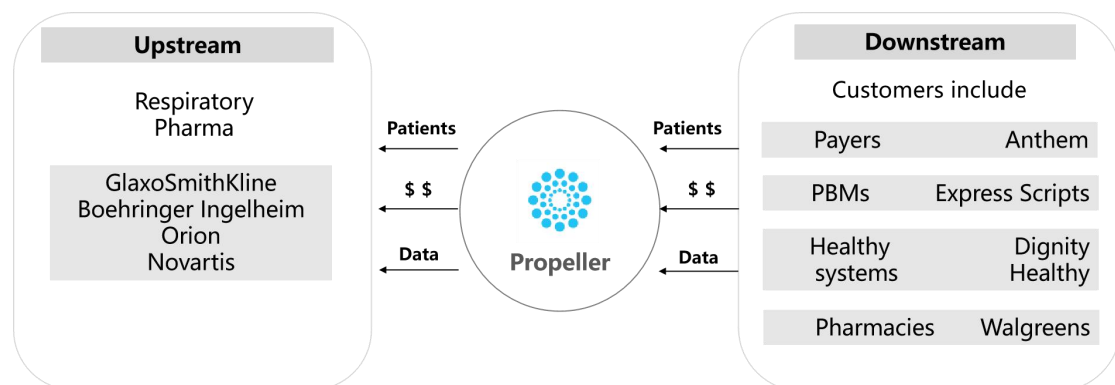 Upstream
Respiratory
Pharma
GlaxoSmithKline
Boehringer Ingelheim
Orion
Novartis
Patients
$ $
Data
Propeller
Patients
$ $
Data
Downstream
Customers include
Payers Anthem
PBMs Express Scripts
Healthy Dignity
systems Healthy
Pharmacies Walgreens